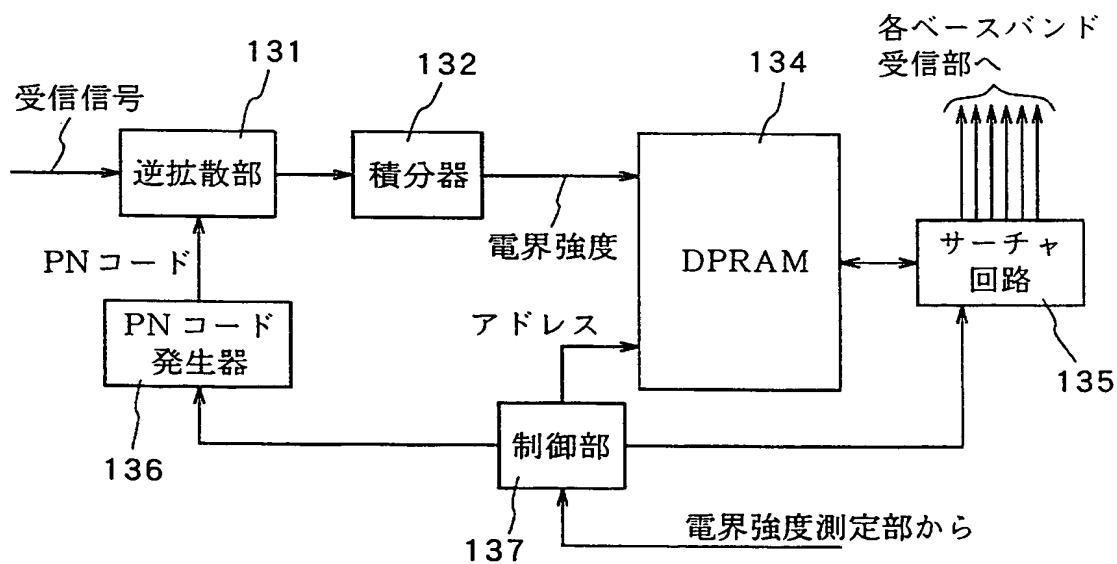 各ベースバンド
受信部へ
131
132
134
受信信号
逆拡散部
積分器
電界強度
DPRAM
サーチャ
回路
135
PNコード
PNコード
発生器
136
アドレス
制御部
137
電界強度測定部から